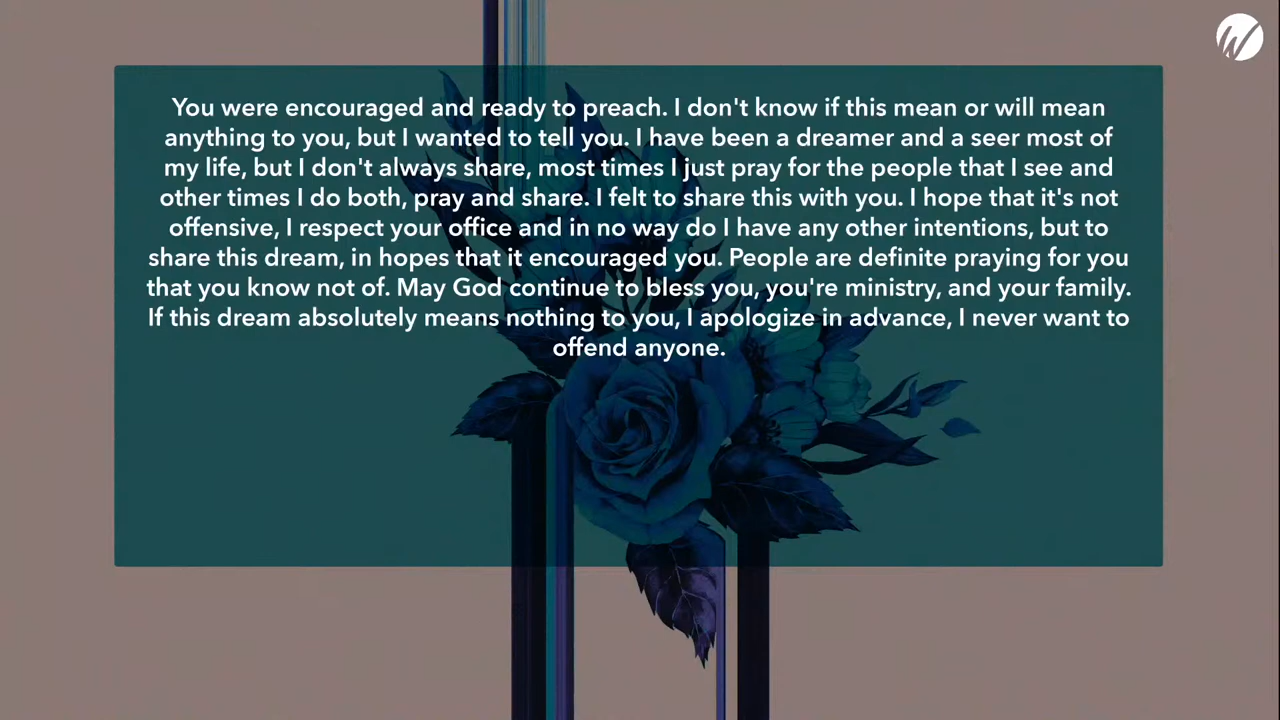 You were encouraged and ready to preach. I don't know if this mean or will mean
anything to you, but I wanted to tell you. I have been a dreamer and a seer most of
my life, but I don't always share, most times I just pray for the people that I see and
other times I do both, pray and share. I felt to share this with you. I hope that it's not
offensive, I respect your office and in no way do I have any other intentions, but to
share this dream, in hopes that it encouraged you. People are definite praying for you
that you know not of. May God continue to bless you, you're ministry, and your family.
If this dream absolutely means nothing to you, I apologize in advance, I never want to
offend anyone.